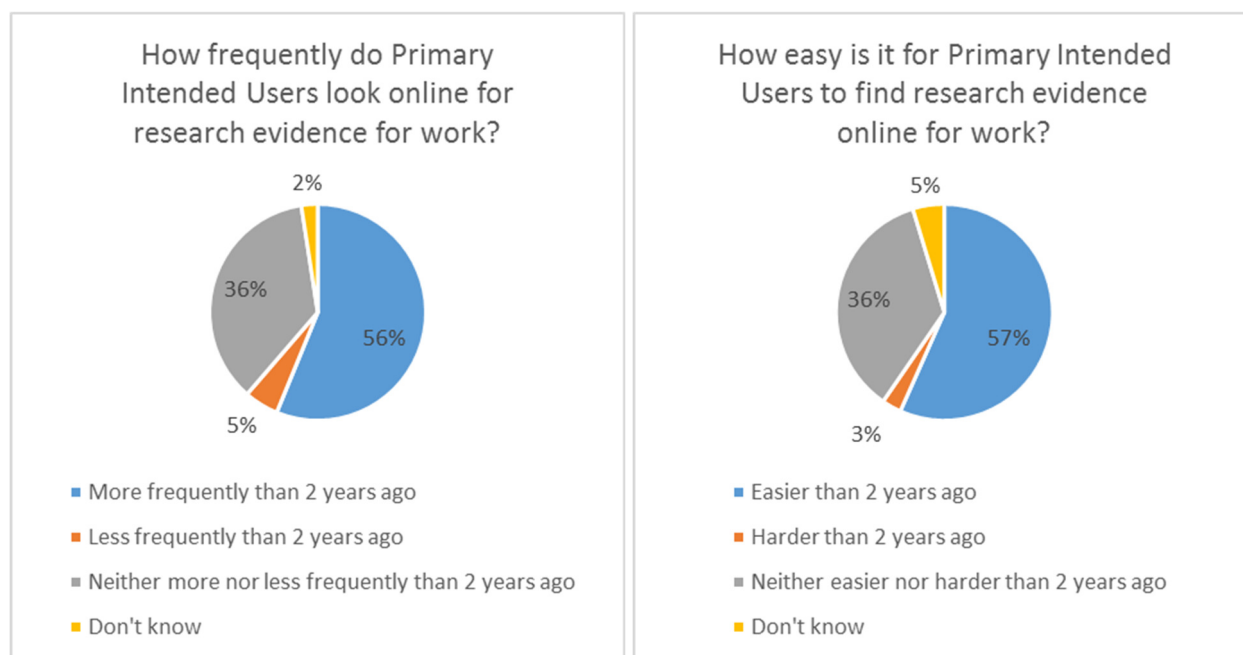 How frequently do Primary
Intended Users look online for
research evidence for work?
2%
36%
56%
5%
More frequently than 2 years ago
Less frequently than 2 years ago
Neither more nor less frequently than 2 years ago
Don't know
How easy is it for Primary Intended
Users to find research evidence
online for work?
5%
36%
57%
3%
Easier than 2 years ago
Harder than 2 years ago
Neither easier nor harder than 2 years ago
Don't know